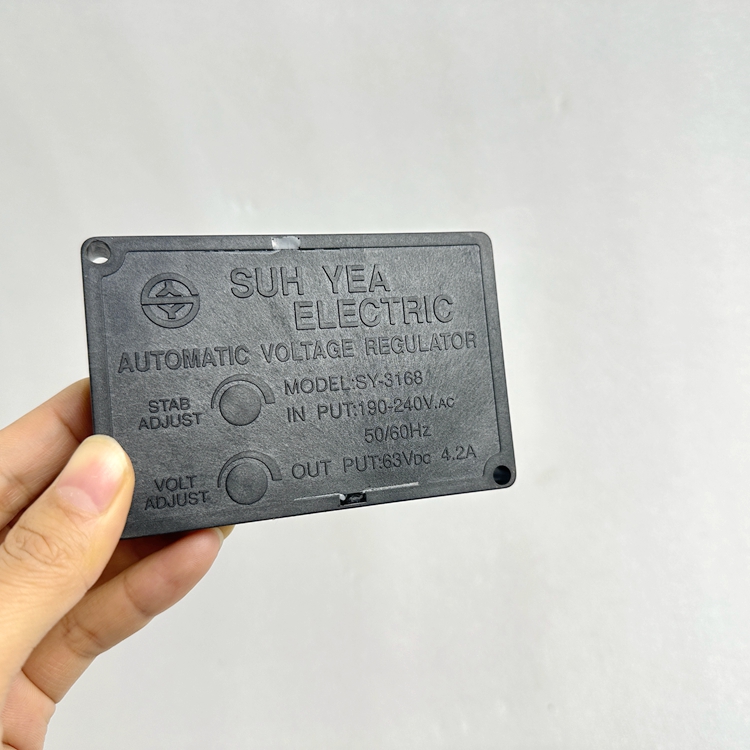 SUH YEA
ELECTRIC
AUTOMATIC VOLTAGE REGULATOR
STAB
ADJUST
MODEL:SY-3168
IN PUT:190-240V.AC
50/60Hz
VOLT
ADJUST
OUT PUT:63VDC 4.2A